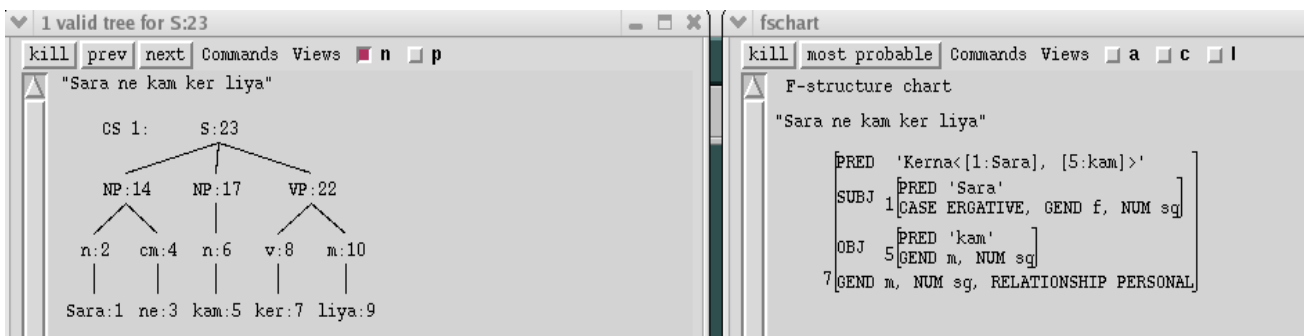 1 valid tree for S:23
kill prev next Commands Views n p
"Sara ne kam ker liya"
CS 1: S:23
NP:14 NP:17 VP:22
n:2 cm:4 n:6 v:8 m:10
Sara:1 ne:3 kam:5 ker:7 liya:9
fschart
kill most probable Commands Views a c l
F-structure chart
"Sara ne kam ker liya"
PRED 'Kerna<[1:Sara], [5:kam]>'
PRED 'Sara'
SUBJ 1 CASE ERGATIVE, GEND f, NUM sg
PRED 'kam'
OBJ 5 GEND m, NUM sg
7 GEND m, NUM sg, RELATIONSHIP PERSONAL